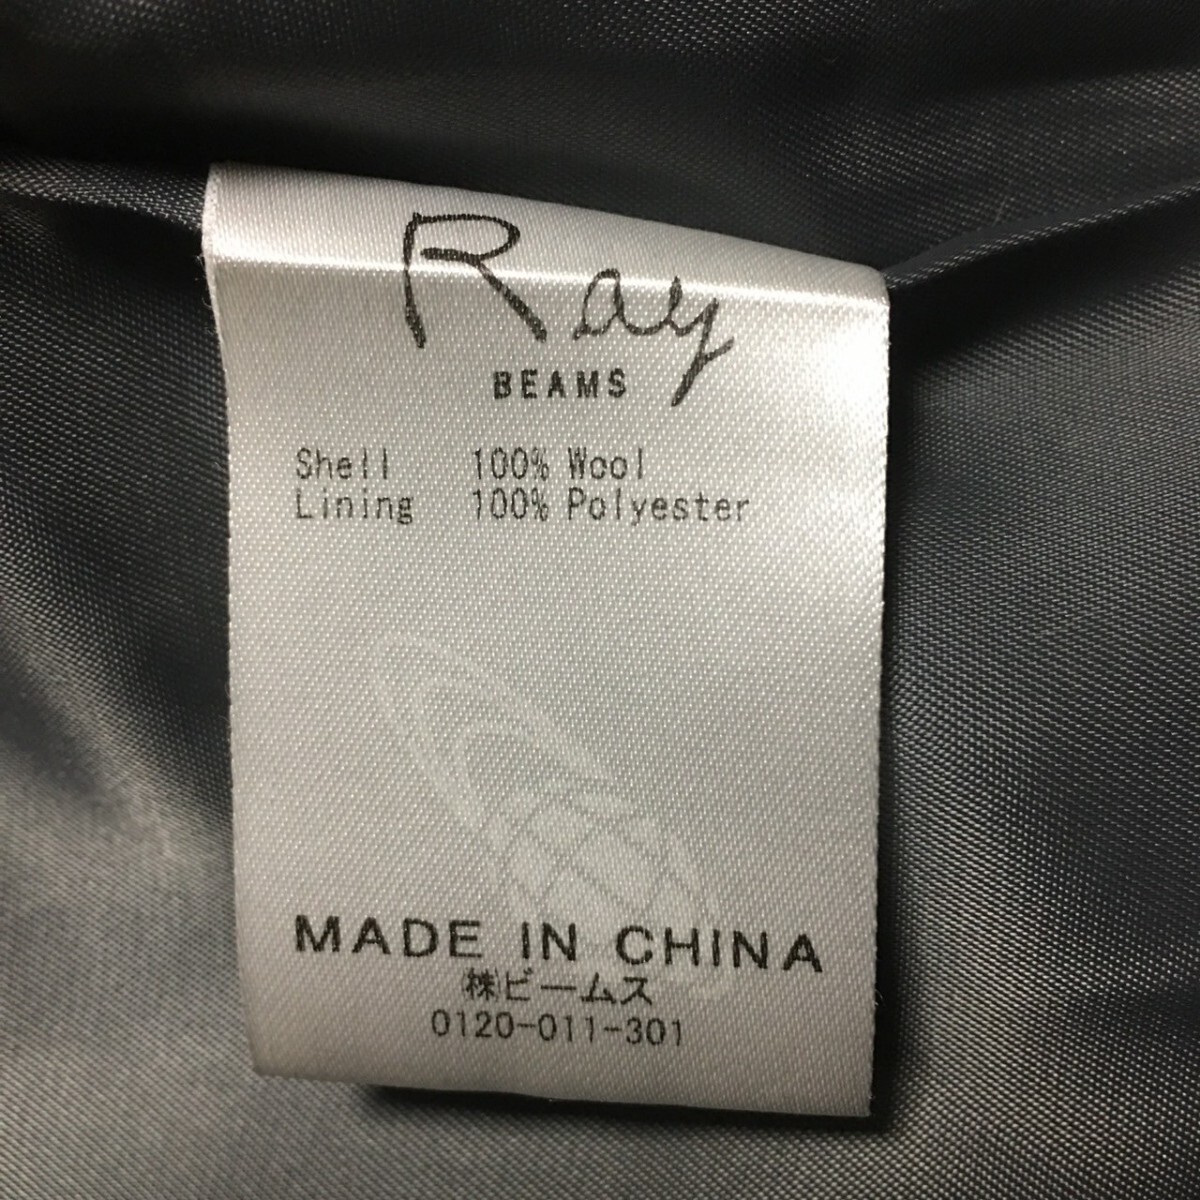 Ray
BEAMS
Shell 100% Wool
Lining 100% Polyester
MADE IN CHINA
㈱ビームス
0120-011-301